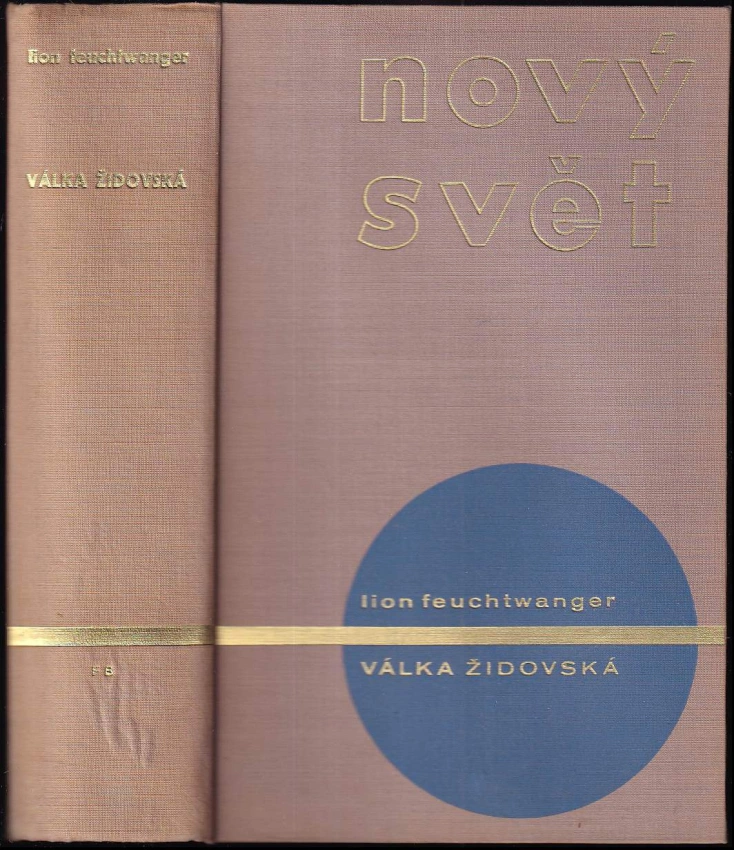 lion feuchtwanger
VÁLKA ŽIDOVSKÁ
FB
nový
svět
lion feuchtwanger
VÁLKA ŽIDOVSKÁ